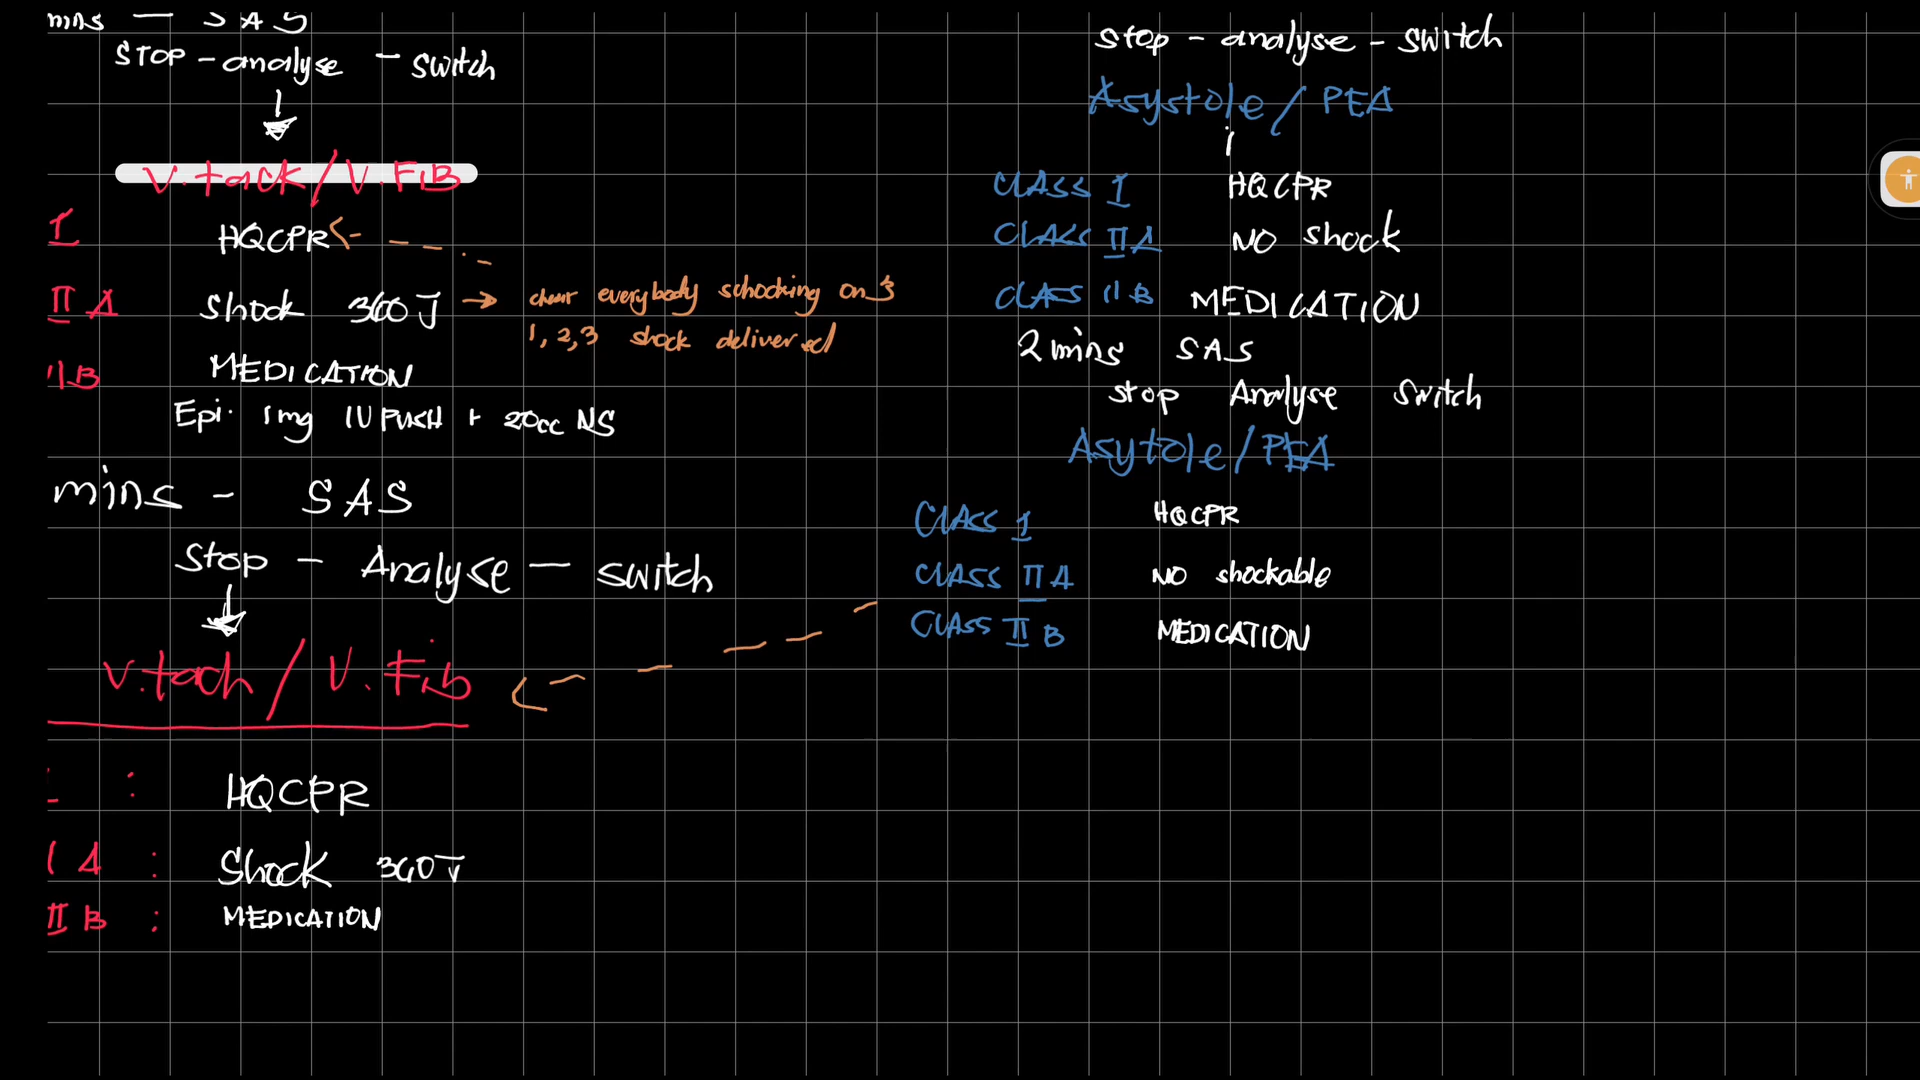 mins — SAS
STOP - analyse - switch
V.tack/V.FiB
I HQCPR
II A Shock 360J → clear everybody schocking on 3
1, 2, 3 shock delivered
IIB MEDICATION
Epi. 1mg IV PUSH + 20cc NS
mins - SAS
Stop - Analyse - switch
V.tach / V.Fib
: HQCPR
I A : Shock 360J
II B : MEDICATION
Stop - analyse - switch
Asystole / PEA
CLASS I HQCPR
CLASS II A NO shock
CLASS II B MEDICATION
2 mins SAS
stop Analyse Switch
Asytole / PEA
CLASS I HQCPR
CLASS II A NO shockable
CLASS II B MEDICATION